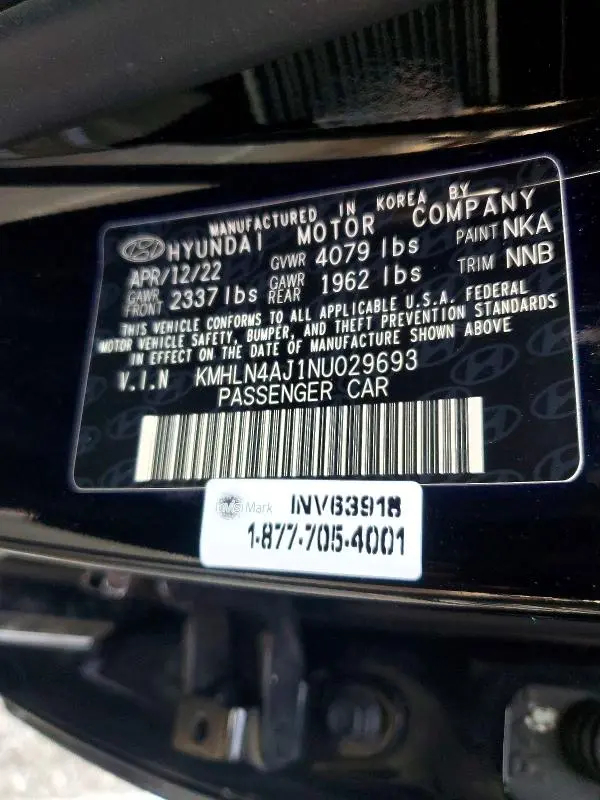 MANUFACTURED IN KOREA BY
HYUNDAI MOTOR COMPANY
APR/12/22 GVWR 4079 lbs PAINT NKA
GAWR FRONT 2337 lbs GAWR REAR 1962 lbs TRIM NNB
THIS VEHICLE CONFORMS TO ALL APPLICABLE U.S.A. FEDERAL
MOTOR VEHICLE SAFETY, BUMPER, AND THEFT PREVENTION STANDARDS
IN EFFECT ON THE DATE OF MANUFACTURE SHOWN ABOVE
V.I.N KMHLN4AJ1NU029693
PASSENGER CAR
Mark INV63918
1-877-705-4001